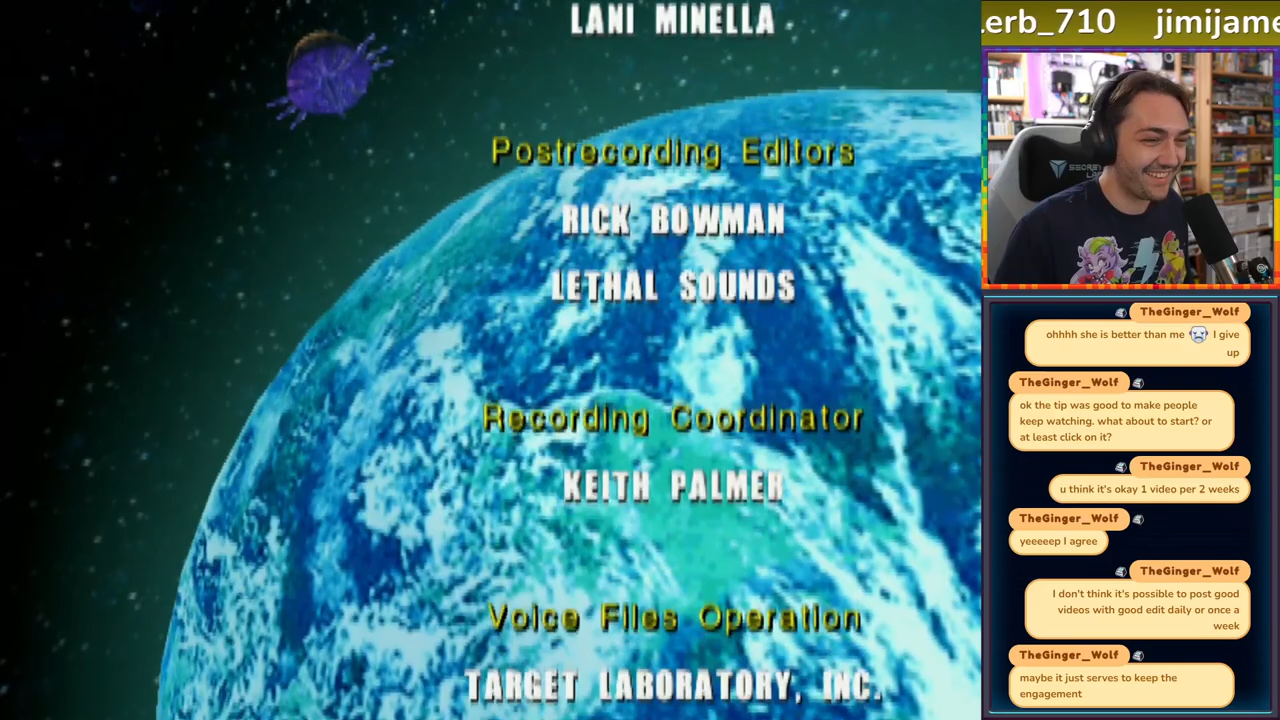 LANI MINELLA
Postrecording Editors
RICK BOWMAN
LETHAL SOUNDS
Recording Coordinator
KEITH PALMER
Voice Files Operation
TARGET LABORATORY, INC.
erb_710 jimijame
SECRET
TheGinger_Wolf
ohhhh she is better than me I give
up
TheGinger_Wolf
ok the tip was good to make people
keep watching. what about to start? or
at least click on it?
TheGinger_Wolf
u think it's okay 1 video per 2 weeks
TheGinger_Wolf
yeeeeep I agree
TheGinger_Wolf
I don't think it's possible to post good
videos with good edit daily or once a
week
TheGinger_Wolf
maybe it just serves to keep the
engagement